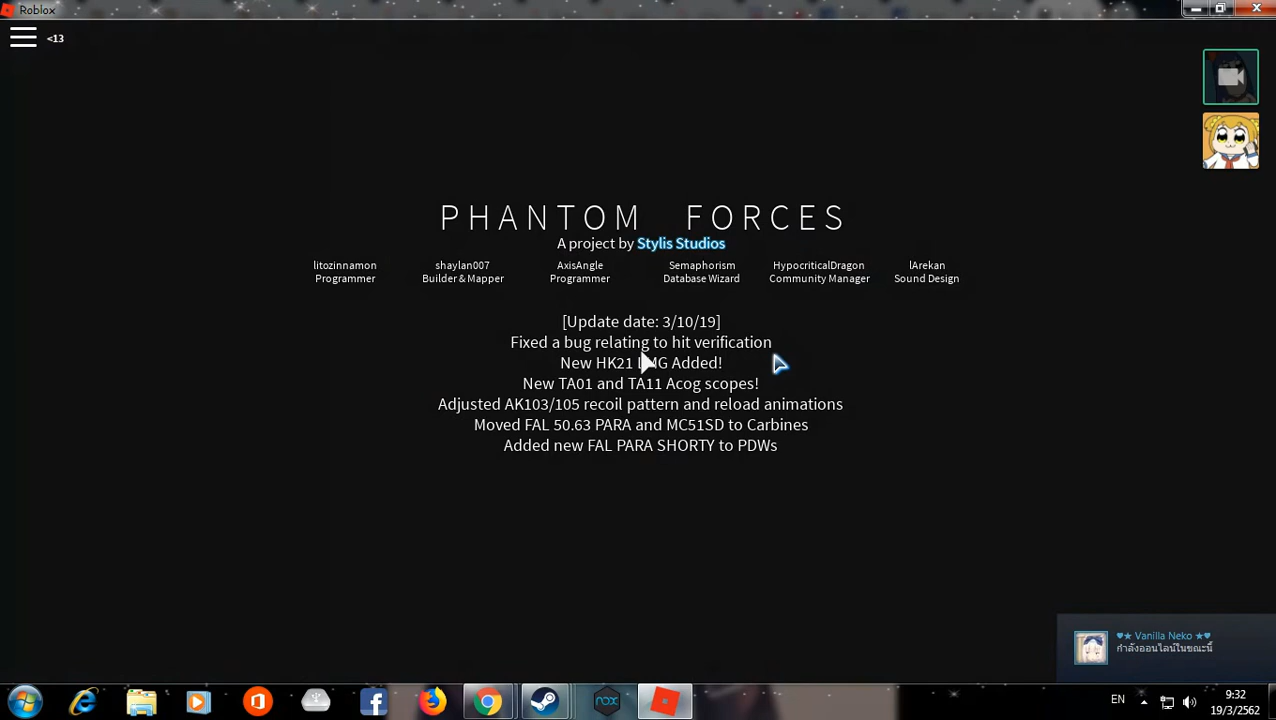 Roblox
<13
PHANTOM FORCES
A project by Stylis Studios
litozinnamon shaylan007 AxisAngle Semaphorism HypocriticalDragon lArekan
Programmer Builder & Mapper Programmer Database Wizard Community Manager Sound Design
[Update date: 3/10/19]
Fixed a bug relating to hit verification
New HK21 LMG Added!
New TA01 and TA11 Acog scopes!
Adjusted AK103/105 recoil pattern and reload animations
Moved FAL 50.63 PARA and MC51SD to Carbines
Added new FAL PARA SHORTY to PDWs
♥★ Vanilla Neko ★♥
กำลังออนไลน์ในขณะนี้
nox
EN
9:32
19/3/2562